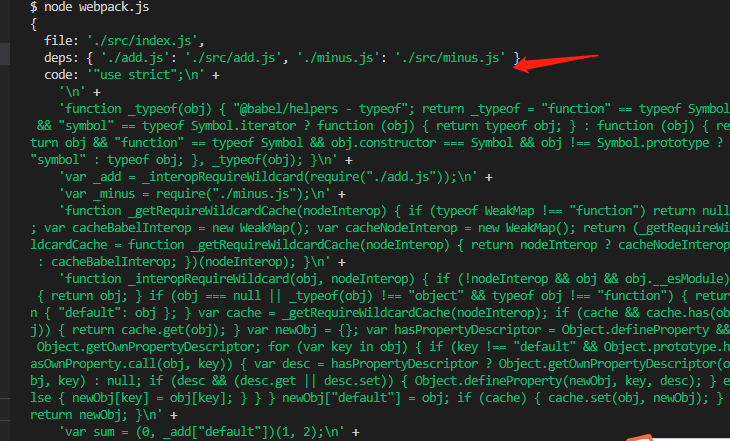 $ node webpack.js
{
  file: './src/index.js',
  deps: { './add.js': './src/add.js', './minus.js': './src/minus.js' }
  code: '"use strict";\n' +
    '\n' +
    'function _typeof(obj) { "@babel/helpers - typeof"; return _typeof = "function" == typeof Symbol
 && "symbol" == typeof Symbol.iterator ? function (obj) { return typeof obj; } : function (obj) { re
turn obj && "function" == typeof Symbol && obj.constructor === Symbol && obj !== Symbol.prototype ?
"symbol" : typeof obj; }, _typeof(obj); }\n' +
    'var _add = _interopRequireWildcard(require("./add.js"));\n' +
    'var _minus = require("./minus.js");\n' +
    'function _getRequireWildcardCache(nodeInterop) { if (typeof WeakMap !== "function") return null
; var cacheBabelInterop = new WeakMap(); var cacheNodeInterop = new WeakMap(); return (_getRequireWi
ldcardCache = function _getRequireWildcardCache(nodeInterop) { return nodeInterop ? cacheNodeInterop
 : cacheBabelInterop; })(nodeInterop); }\n' +
    'function _interopRequireWildcard(obj, nodeInterop) { if (!nodeInterop && obj && obj.__esModule)
 { return obj; } if (obj === null || _typeof(obj) !== "object" && typeof obj !== "function") { retur
n { "default": obj }; } var cache = _getRequireWildcardCache(nodeInterop); if (cache && cache.has(ob
j)) { return cache.get(obj); } var newObj = {}; var hasPropertyDescriptor = Object.defineProperty &&
 Object.getOwnPropertyDescriptor; for (var key in obj) { if (key !== "default" && Object.prototype.h
asOwnProperty.call(obj, key)) { var desc = hasPropertyDescriptor ? Object.getOwnPropertyDescriptor(o
bj, key) : null; if (desc && (desc.get || desc.set)) { Object.defineProperty(newObj, key, desc); } e
lse { newObj[key] = obj[key]; } } } newObj["default"] = obj; if (cache) { cache.set(obj, newObj); }
return newObj; }\n' +
    'var sum = (0, _add["default"])(1, 2);\n' +